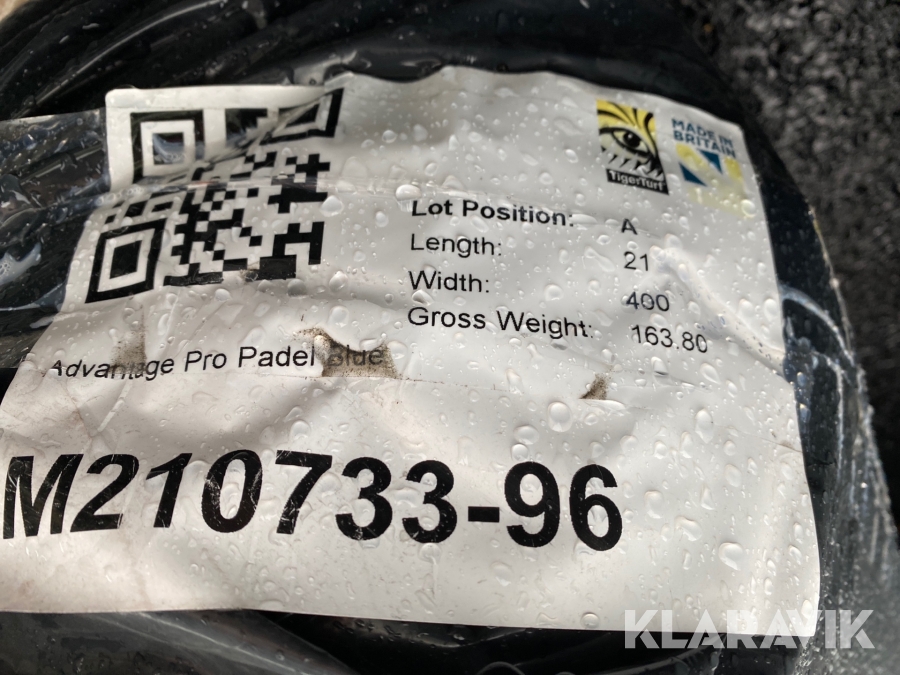 TigerTurf
MADE IN
BRITAIN
Lot Position: A
Length: 21
Width: 400
Gross Weight: 163.80
Advantage Pro Padel Blue
M210733-96
KLARAVIK